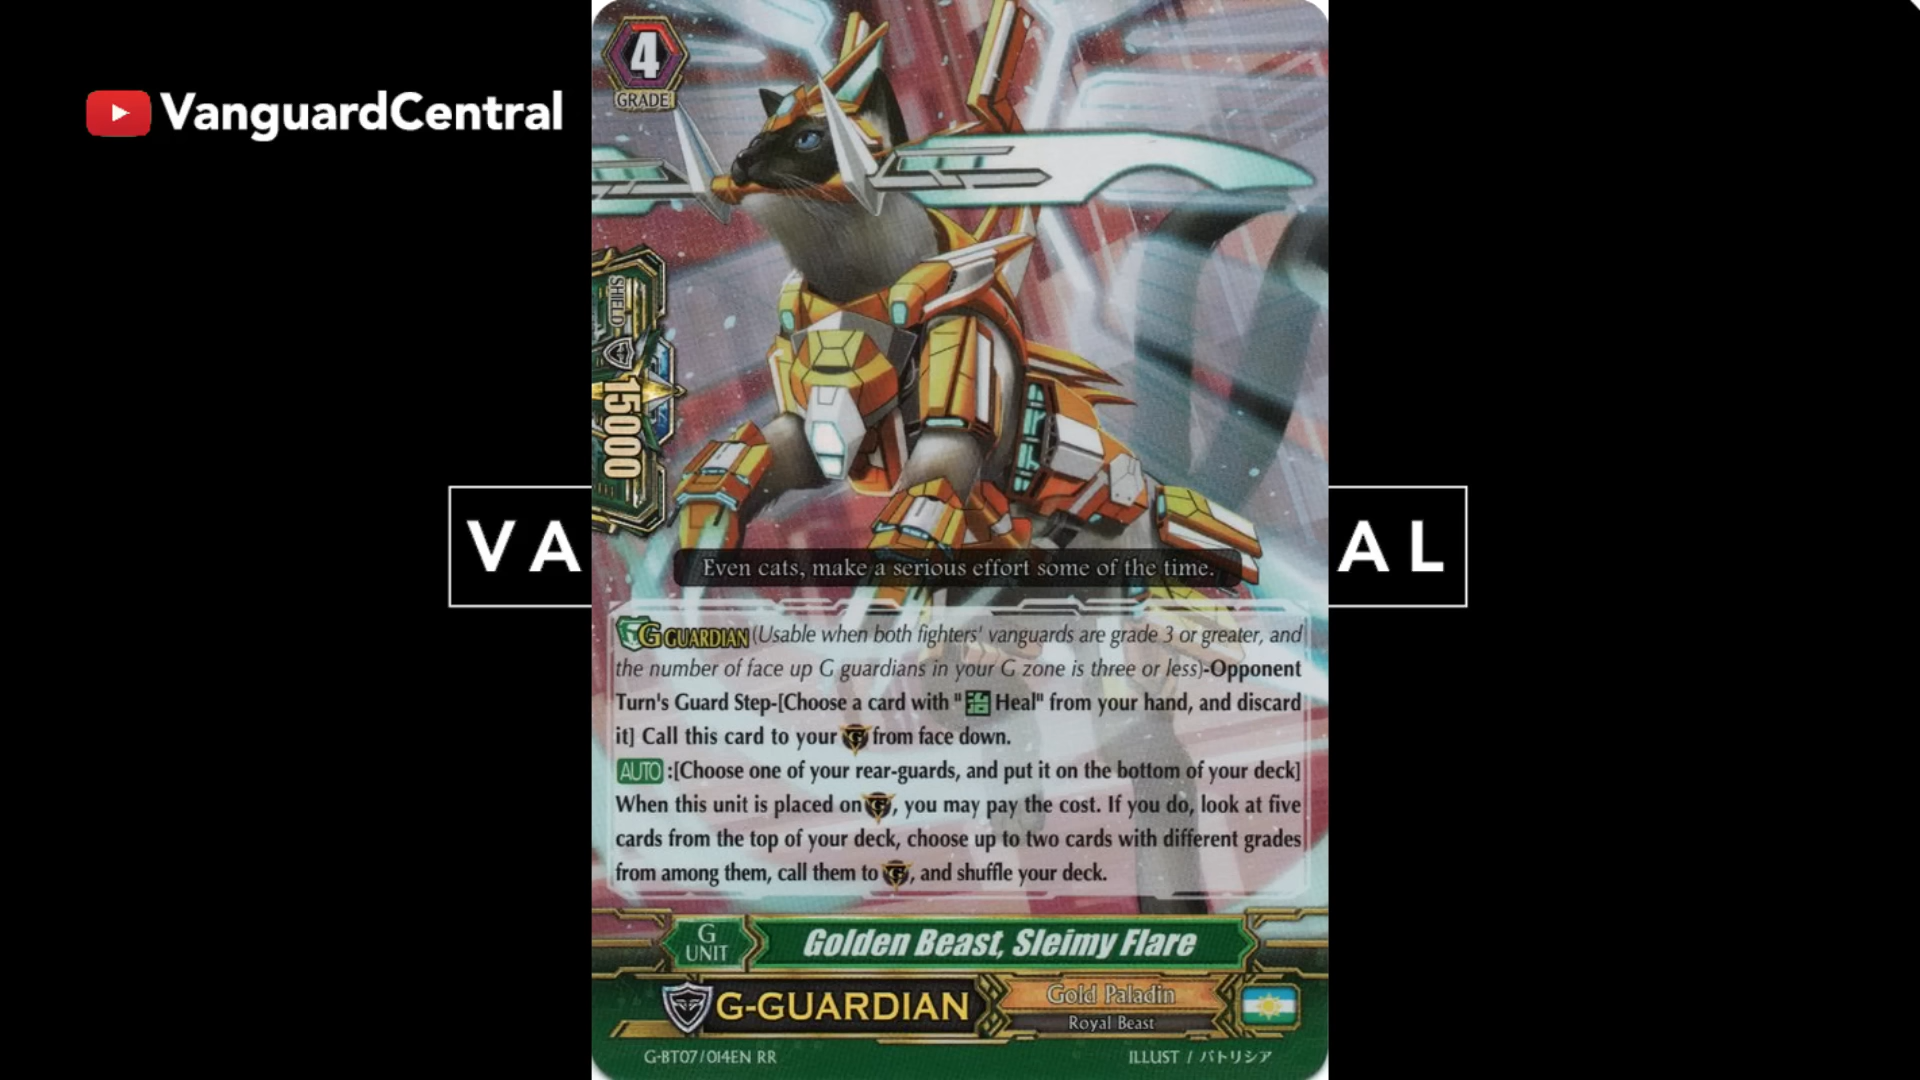 VanguardCentral
4
GRADE
SHIELD
15000
VA
AL
Even cats, make a serious effort some of the time.
G GUARDIAN (Usable when both fighters' vanguards are grade 3 or greater, and
the number of face up G guardians in your G zone is three or less)-Opponent
Turn's Guard Step-[Choose a card with "治 Heal" from your hand, and discard
it] Call this card to your G from face down.
AUTO :[Choose one of your rear-guards, and put it on the bottom of your deck]
When this unit is placed on G, you may pay the cost. If you do, look at five
cards from the top of your deck, choose up to two cards with different grades
from among them, call them to G, and shuffle your deck.
G
UNIT
Golden Beast, Sleimy Flare
G-GUARDIAN
Gold Paladin
Royal Beast
G-BT07/014EN RR
ILLUST / パトリシア